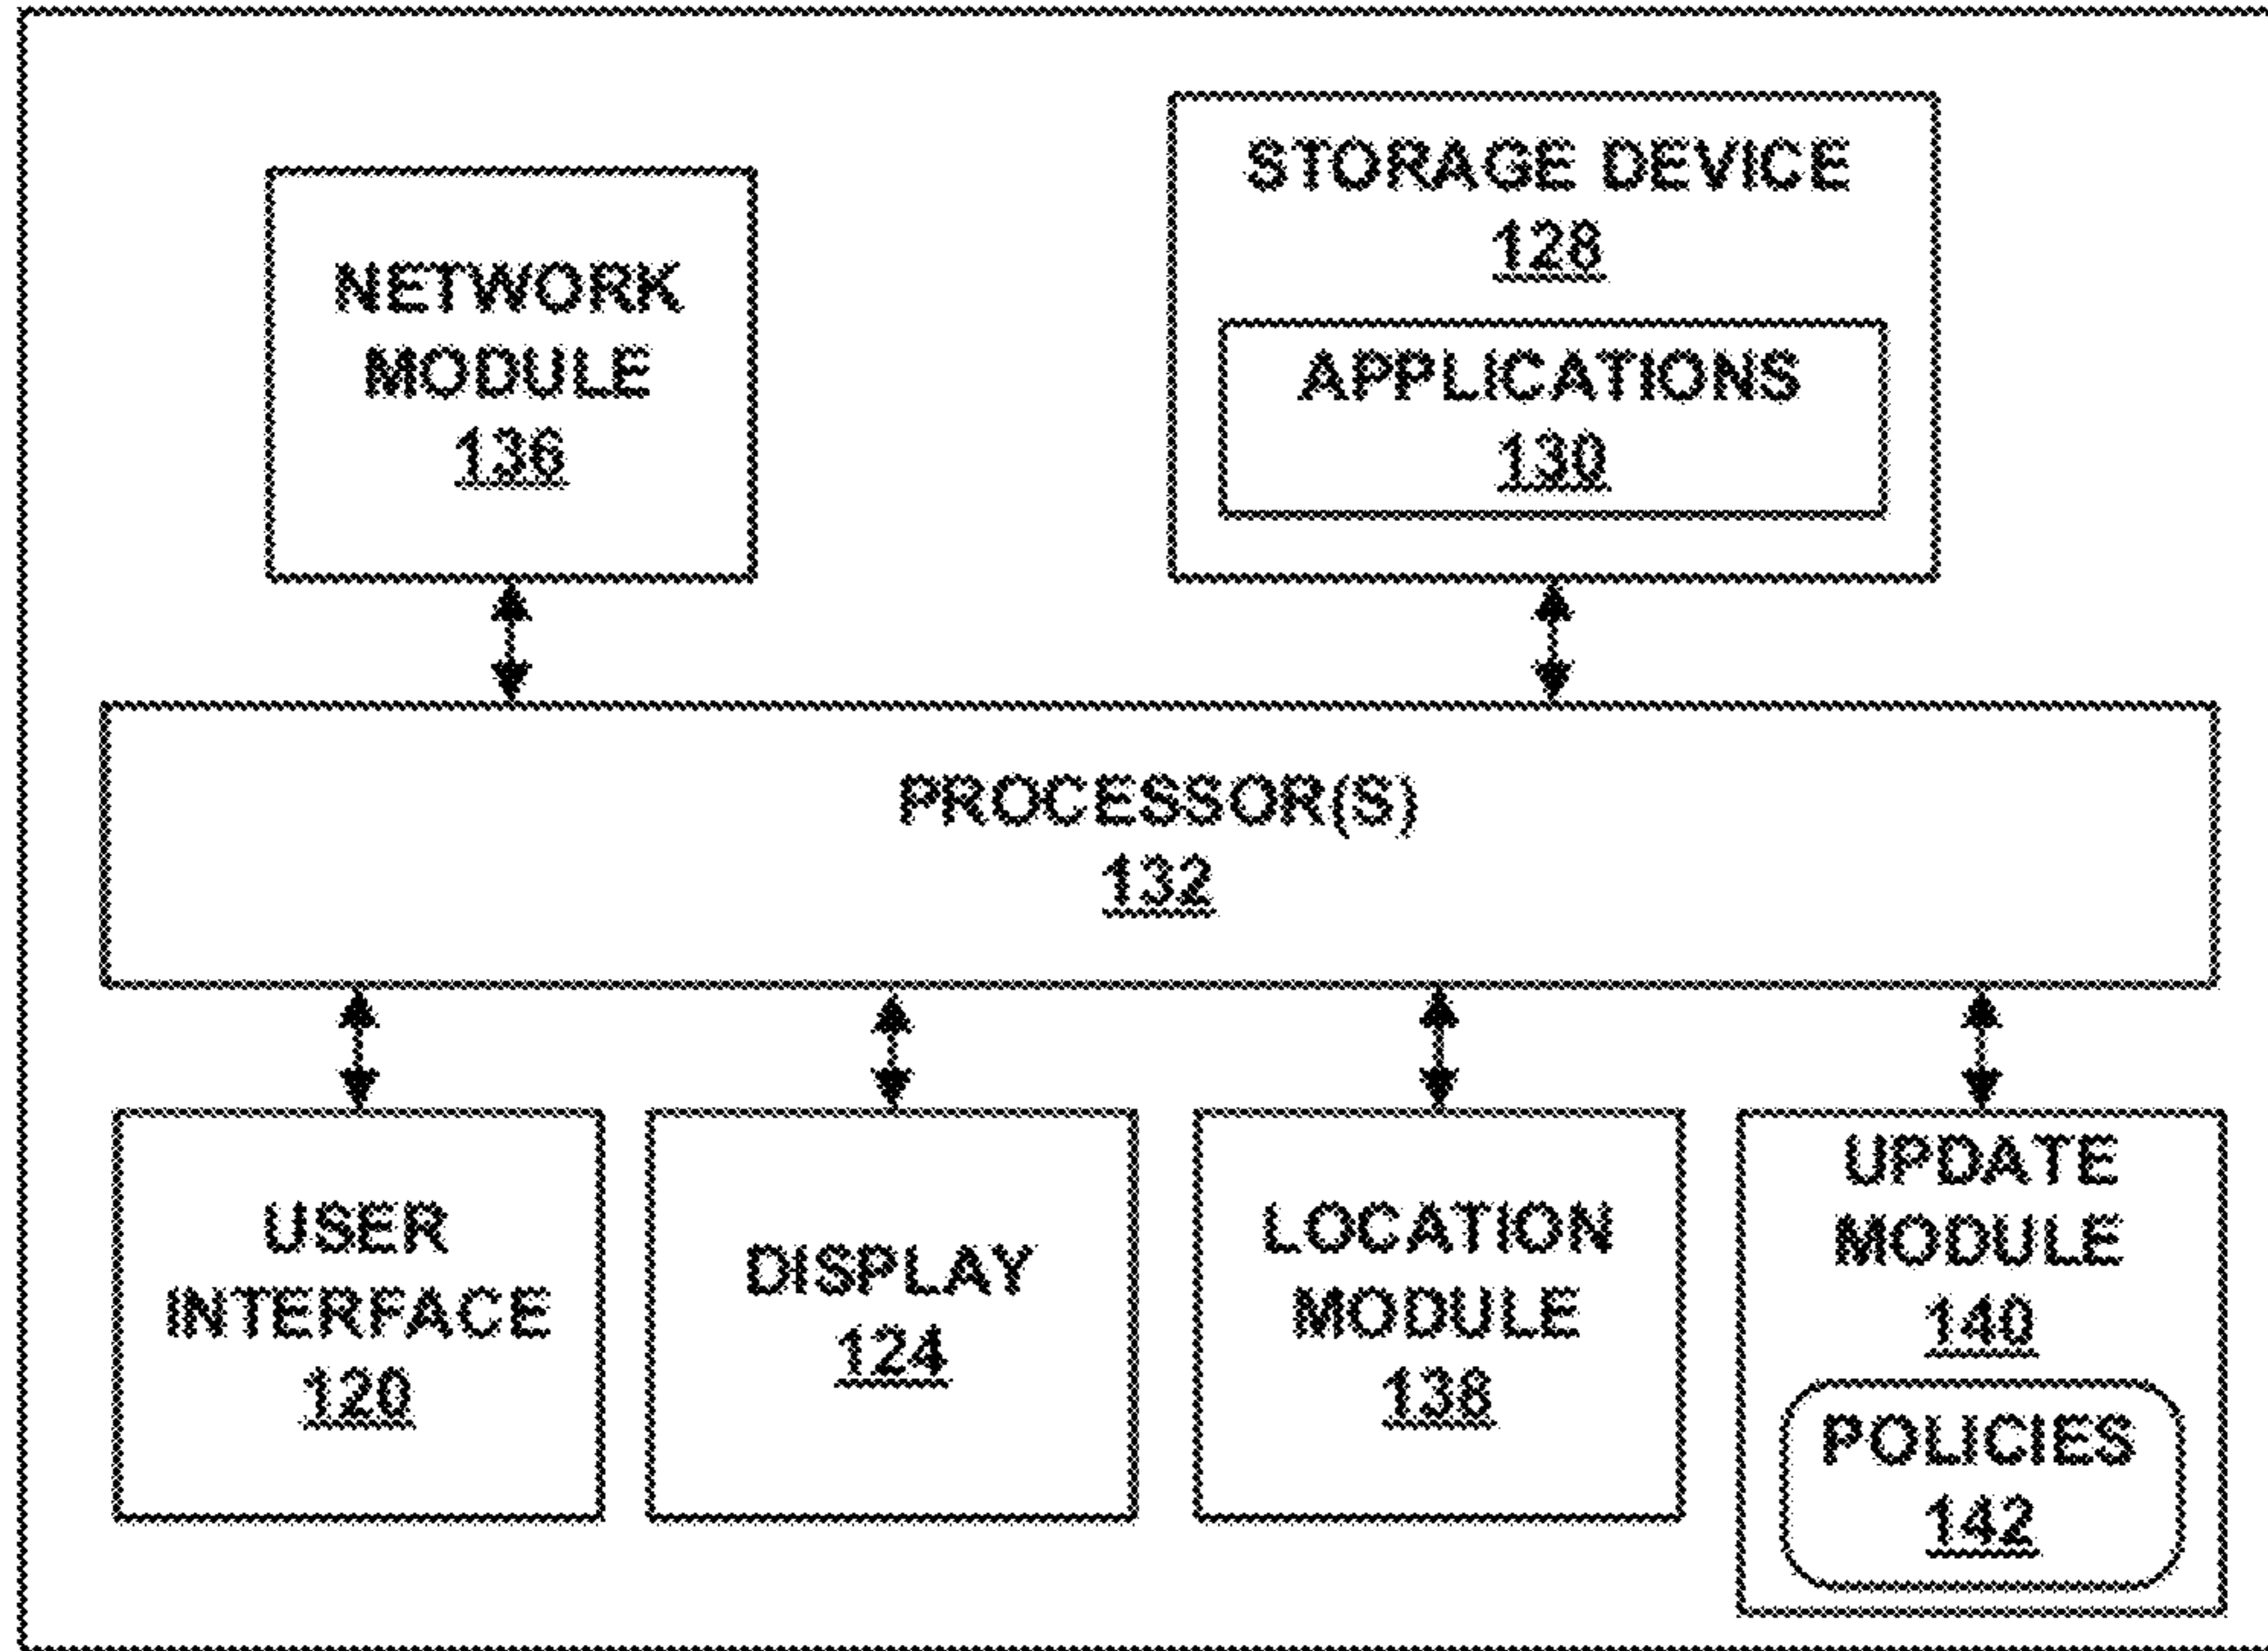 NETWORK
MODULE
136
STORAGE DEVICE
128
APPLICATIONS
130
PROCESSOR(S)
132
USER
INTERFACE
120
DISPLAY
124
LOCATION
MODULE
138
UPDATE
MODULE
140
POLICIES
142